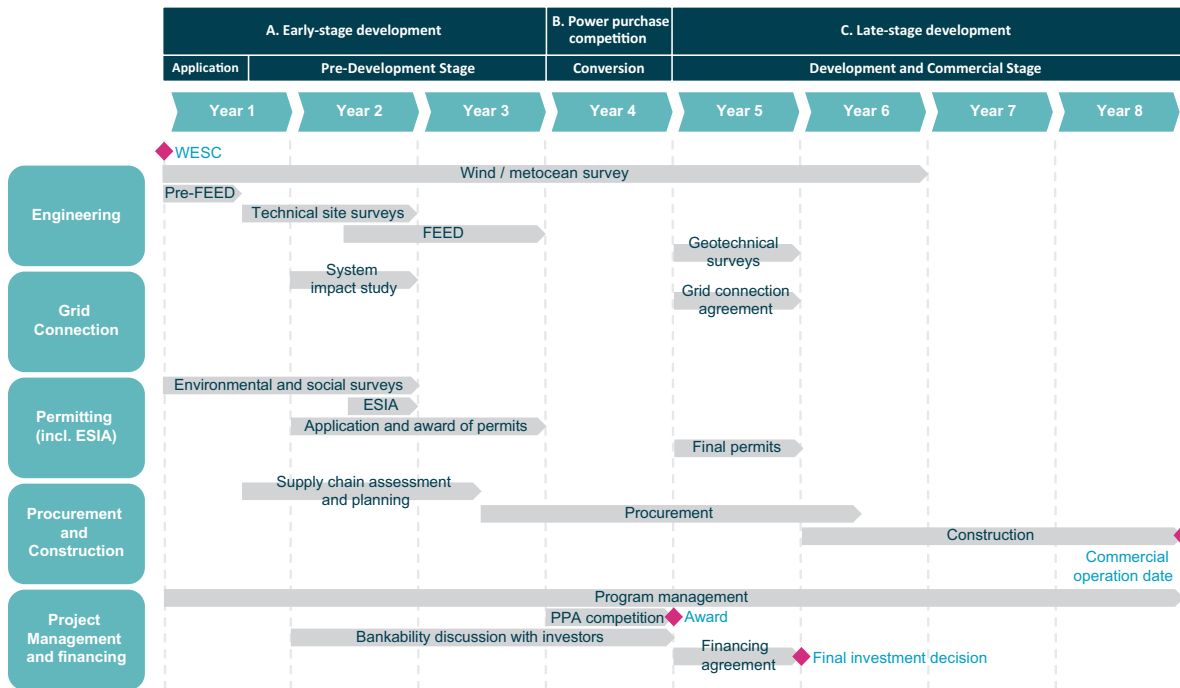 A. Early-stage development
B. Power purchase
competition
C. Late-stage development
Application
Pre-Development Stage
Conversion
Development and Commercial Stage
Year 1
Year 2
Year 3
Year 4
Year 5
Year 6
Year 7
Year 8
WESC
Engineering
Wind / metocean survey
Pre-FEED
Technical site surveys
FEED
Geotechnical
surveys
Grid
Connection
System
impact study
Grid connection
agreement
Permitting
(incl. ESIA)
Environmental and social surveys
ESIA
Application and award of permits
Final permits
Procurement
and
Construction
Supply chain assessment
and planning
Procurement
Construction
Commercial
operation date
Project
Management
and financing
Program management
PPA competition
Award
Bankability discussion with investors
Financing
agreement
Final investment decision